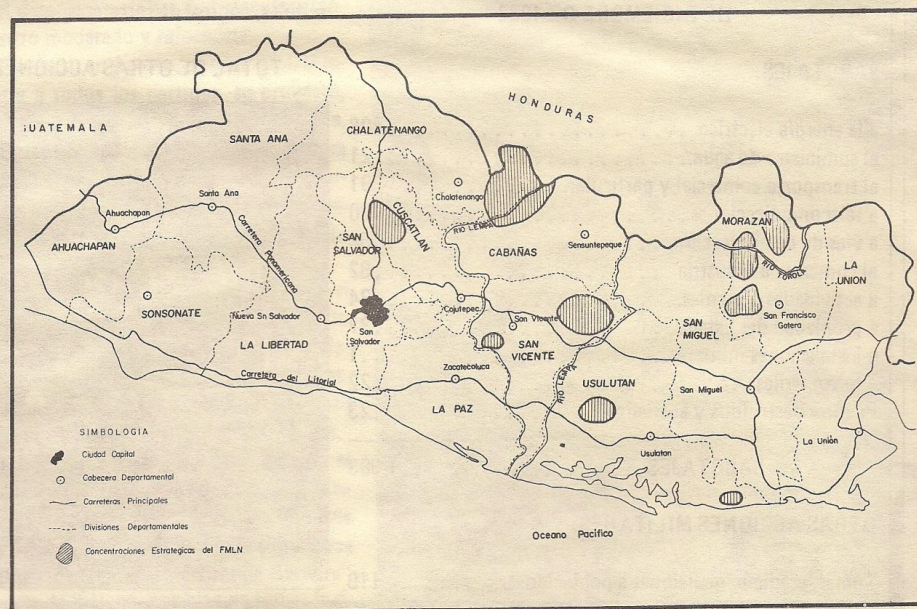 HONDURAS
GUATEMALA
SANTA ANA
CHALATENANGO
Santa Ana
Chalatenango
Ahuachapan
AHUACHAPAN
Carretera Panamericana
CUSCATLAN
RIO LEMPA
MORAZAN
SAN SALVADOR
CABAÑAS
Sensuntepeque
RIO TOROLA
LA UNION
SONSONATE
Nueva Sn Salvador
San Salvador
Cojutepec.
San Vicente
SAN VICENTE
SAN MIGUEL
San Francisco Gotera
LA LIBERTAD
Carretera del Litorial
Zacatecoluca
RIO LEMPA
USULUTAN
San Miguel
LA PAZ
Usulatan
La Unión
Oceano Pacifico
SIMBOLOGIA
Ciudad Capital
Cabecera Departamental
Carreteras Principales
Divisiones Departamentales
Concentraciones Estrategicas del FMLN